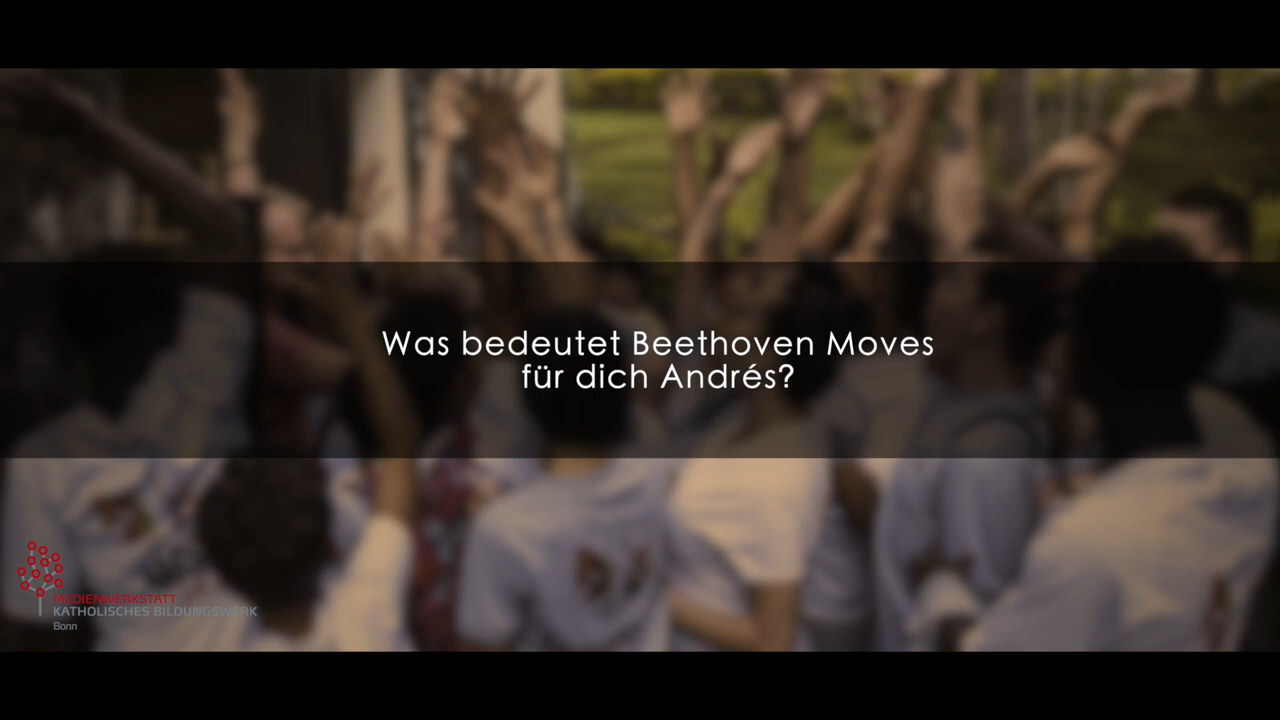 Was bedeutet Beethoven Moves
für dich Andrés?
MEDIENWERKSTATT
KATHOLISCHES BILDUNGSWERK
Bonn